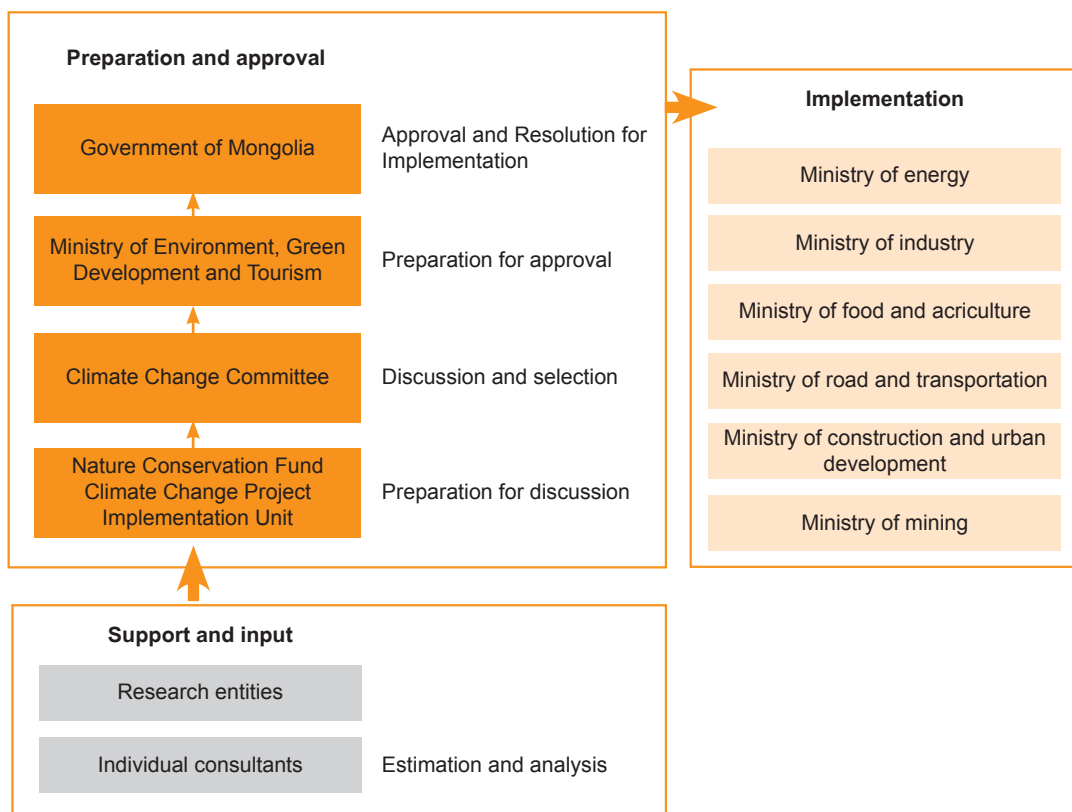 Preparation and approval
Government of Mongolia
Approval and Resolution for
Implementation
Ministry of Environment, Green
Development and Tourism
Preparation for approval
Climate Change Committee
Discussion and selection
Nature Conservation Fund
Climate Change Project
Implementation Unit
Preparation for discussion
Implementation
Ministry of energy
Ministry of industry
Ministry of food and acriculture
Ministry of road and transportation
Ministry of construction and urban
development
Ministry of mining
Support and input
Research entities
Individual consultants
Estimation and analysis